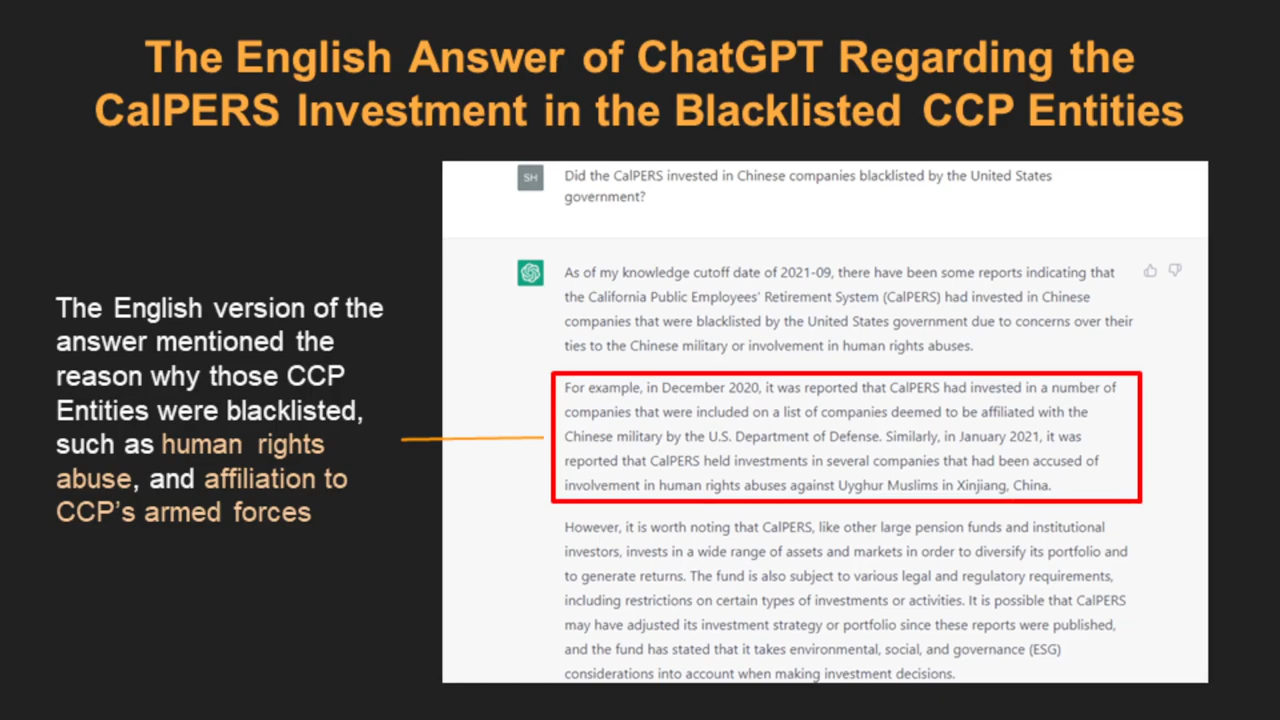 The English Answer of ChatGPT Regarding the
CalPERS Investment in the Blacklisted CCP Entities
The English version of the
answer mentioned the
reason why those CCP
Entities were blacklisted,
such as human rights
abuse, and affiliation to
CCP's armed forces
SH
Did the CalPERS invested in Chinese companies blacklisted by the United States
government?
As of my knowledge cutoff date of 2021-09, there have been some reports indicating that
the California Public Employees' Retirement System (CalPERS) had invested in Chinese
companies that were blacklisted by the United States government due to concerns over their
ties to the Chinese military or involvement in human rights abuses.
For example, in December 2020, it was reported that CalPERS had invested in a number of
companies that were included on a list of companies deemed to be affiliated with the
Chinese military by the U.S. Department of Defense. Similarly, in January 2021, it was
reported that CalPERS held investments in several companies that had been accused of
involvement in human rights abuses against Uyghur Muslims in Xinjiang, China.
However, it is worth noting that CalPERS, like other large pension funds and institutional
investors, invests in a wide range of assets and markets in order to diversify its portfolio and
to generate returns. The fund is also subject to various legal and regulatory requirements,
including restrictions on certain types of investments or activities. It is possible that CalPERS
may have adjusted its investment strategy or portfolio since these reports were published,
and the fund has stated that it takes environmental, social, and governance (ESG)
considerations into account when making investment decisions.